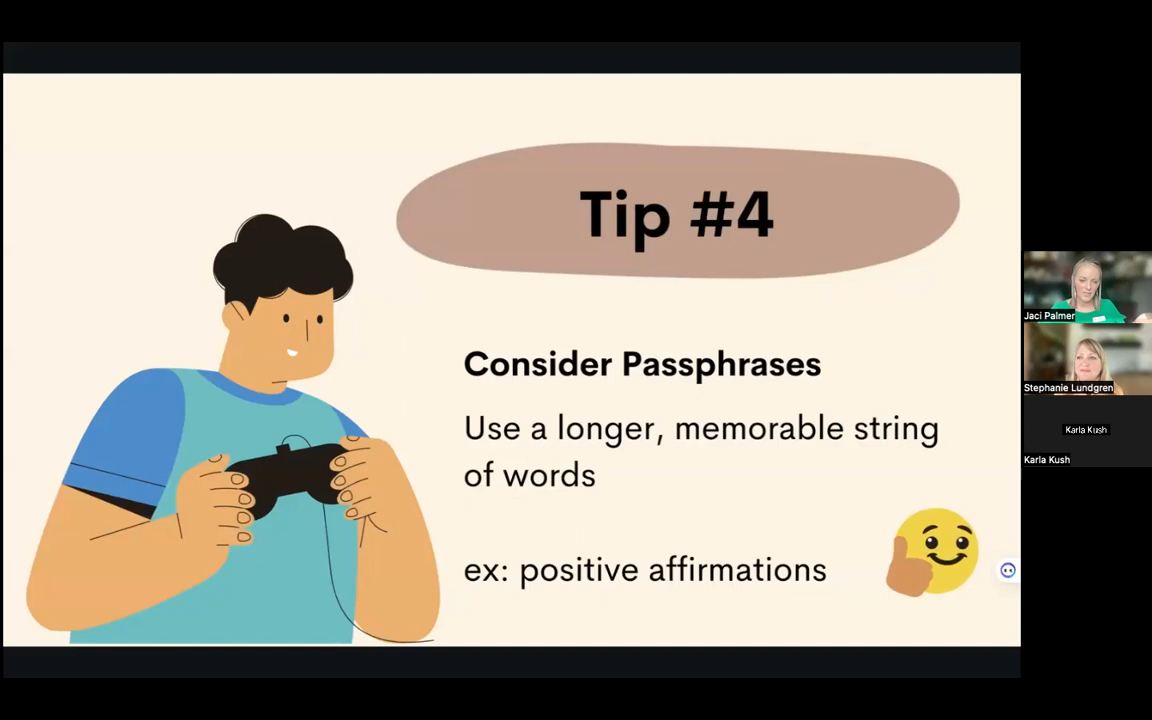 Tip #4
Consider Passphrases
Use a longer, memorable string
of words
ex: positive affirmations
Jaci Palmer
Stephanie Lundgren
Karla Kush
Karla Kush